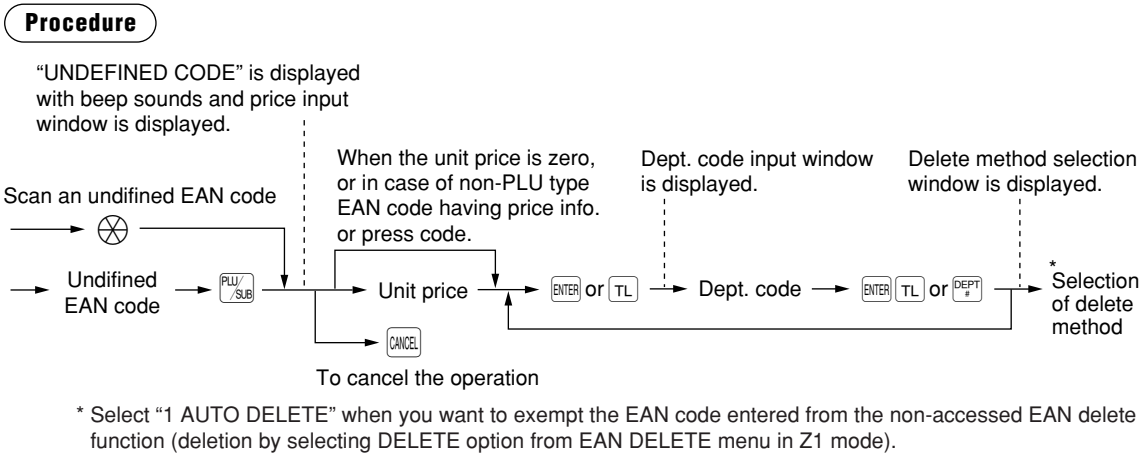 Procedure
“UNDEFINED CODE” is displayed
with beep sounds and price input
window is displayed.
When the unit price is zero,
or in case of non-PLU type
EAN code having price info.
or press code.
Dept. code input window
is displayed.
Delete method selection
window is displayed.
Scan an undifined EAN code
Undifined
EAN code
PLU/SUB
Unit price
ENTER or TL
Dept. code
ENTER TL or DEPT #
* Selection
of delete
method
CANCEL
To cancel the operation
* Select “1 AUTO DELETE” when you want to exempt the EAN code entered from the non-accessed EAN delete
function (deletion by selecting DELETE option from EAN DELETE menu in Z1 mode).